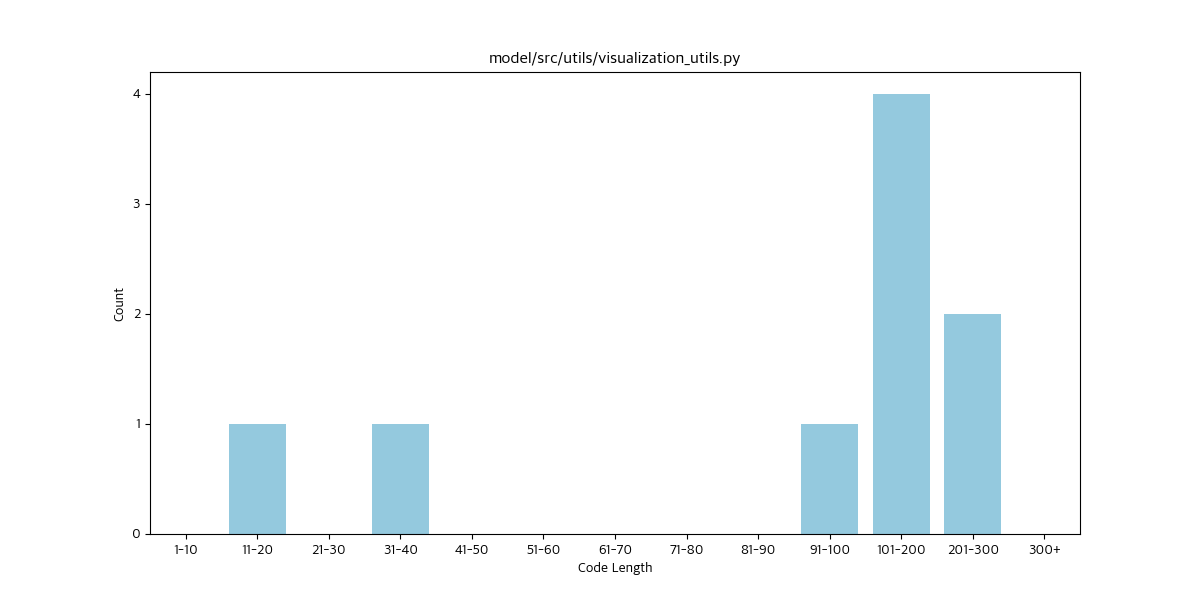 model/src/utils/visualization_utils.py
Count
4
3
2
1
0
1-10 11-20 21-30 31-40 41-50 51-60 61-70 71-80 81-90 91-100 101-200 201-300 300+
Code Length